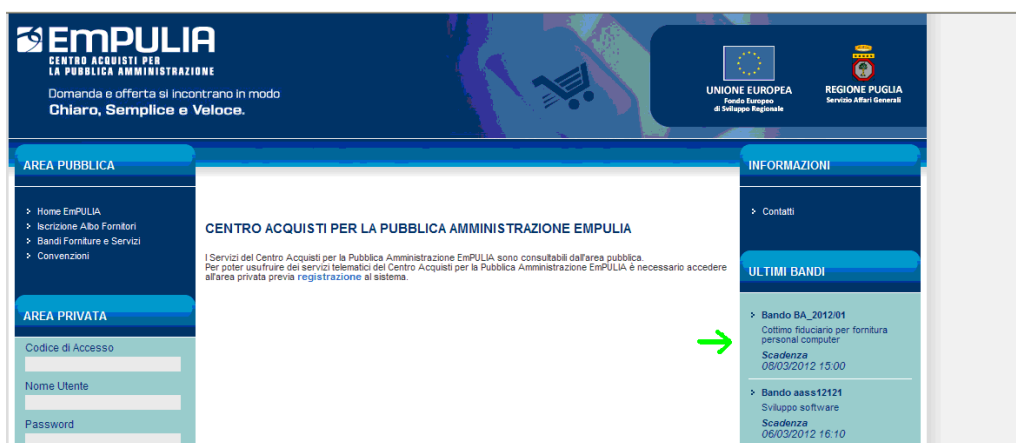 EmPULIA
CENTRO ACQUISTI PER
LA PUBBLICA AMMINISTRAZIONE
Domanda e offerta si incontrano in modo
Chiaro, Semplice e Veloce.
UNIONE EUROPEA
Fondo Europeo
di Sviluppo Regionale
REGIONE PUGLIA
Servizio Affari Generali
AREA PUBBLICA
Home EmPULIA
Iscrizione Albo Fornitori
Bandi Forniture e Servizi
Convenzioni
AREA PRIVATA
Codice di Accesso
Nome Utente
Password
CENTRO ACQUISTI PER LA PUBBLICA AMMINISTRAZIONE EMPULIA
I Servizi del Centro Acquisti per la Pubblica Amministrazione EmPULIA sono consultabili dall'area pubblica.
Per poter usufruire dei servizi telematici del Centro Acquisti per la Pubblica Amministrazione EmPULIA è necessario accedere
all'area privata previa registrazione al sistema.
INFORMAZIONI
Contatti
ULTIMI BANDI
Bando BA_2012/01
Cottimo fiduciario per fornitura
personal computer
Scadenza
08/03/2012 15:00
Bando aass12121
Sviluppo software
Scadenza
06/03/2012 16:10